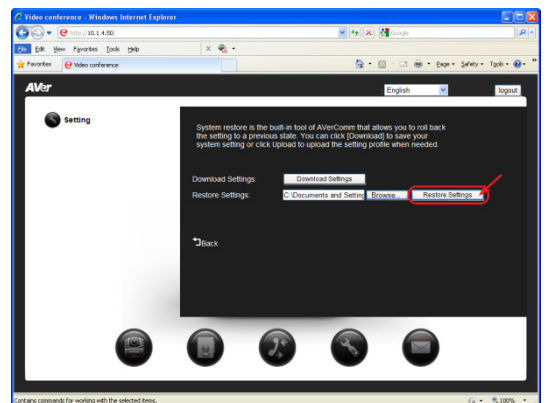 Video conference - Windows Internet Explorer
http://10.1.4.50/
Google
File Edit View Favorites Tools Help
Favorites Video conference
Page Safety Tools
AVer
English logout
Setting
System restore is the built-in tool of AVerComm that allows you to roll back
the setting to a previous state. You can click [Download] to save your
system setting or click Upload to upload the setting profile when needed.
Download Settings: Download Settings
Restore Settings: C:\Documents and Setting Browse... Restore Settings
Back
Contains commands for working with the selected items. 100%